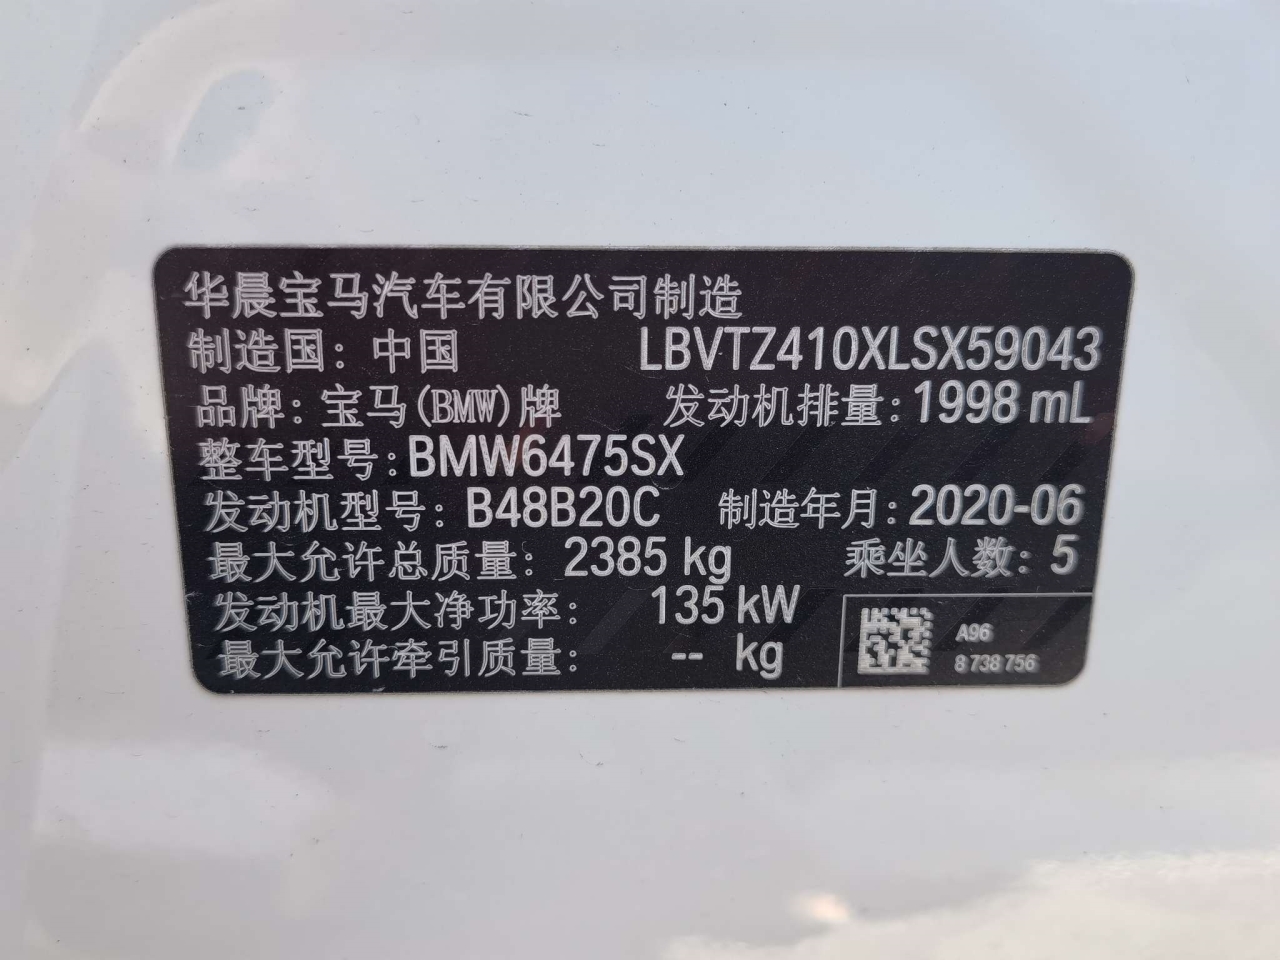 华晨宝马汽车有限公司制造
制造国: 中国 LBVTZ410XLSX59043
品牌: 宝马(BMW)牌 发动机排量: 1998 mL
整车型号: BMW6475SX
发动机型号: B48B20C 制造年月: 2020-06
最大允许总质量: 2385 kg 乘坐人数: 5
发动机最大净功率: 135 kW
最大允许牵引质量: -- kg
A96
8 738 756